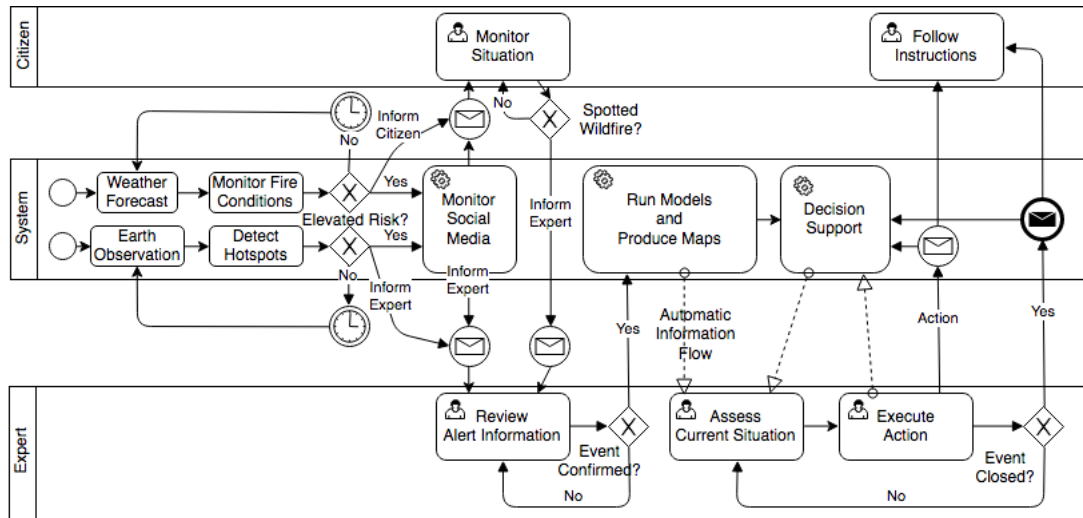 Citizen
Monitor
Situation
Follow
Instructions
No
Spotted
Wildfire?
Inform
Citizen
No
System
Weather
Forecast
Monitor Fire
Conditions
Yes
Elevated Risk?
Monitor
Social
Media
Run Models
and
Produce Maps
Decision
Support
Inform
Expert
Earth
Observation
Detect
Hotspots
Yes
No
Inform
Expert
Inform
Expert
Yes
Automatic
Information
Flow
Action
Yes
Expert
Review
Alert Information
Event
Confirmed?
No
Assess
Current Situation
Execute
Action
Event
Closed?
No